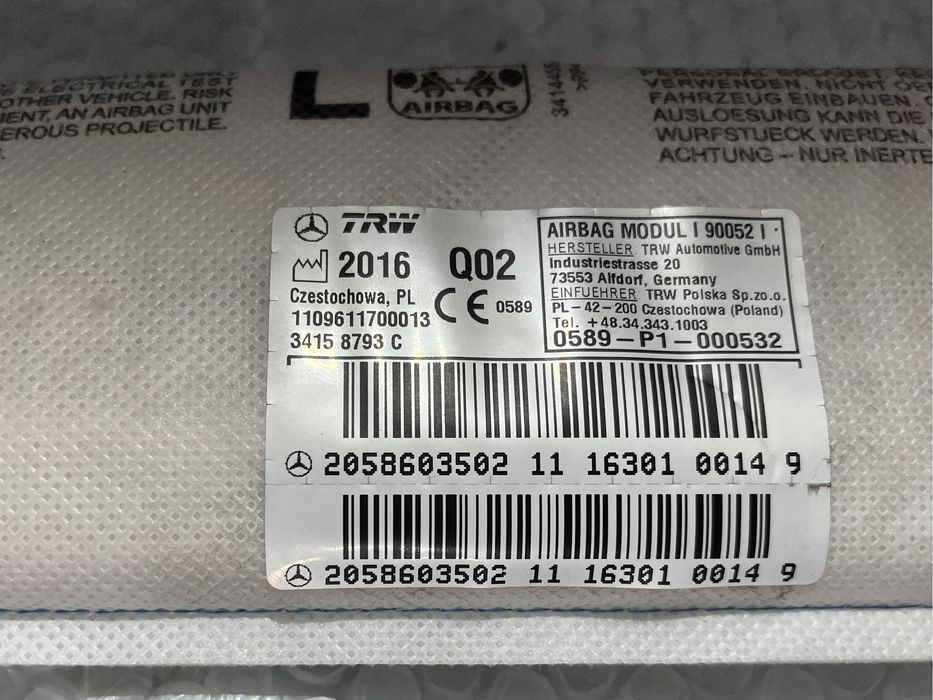 ELECTRICAL TEST
OTHER VEHICLE. RISK
IENT, AN AIRBAG UNIT
EROUS PROJECTILE.
L
AIRBAG
VERWENDEN. NICHT
FAHRZEUG EINBAUEN.
AUSLOESUNG KANN DIE
WURFSTUECK WERDEN.
ACHTUNG – NUR INERTE
TRW
2016 Q02
Czestochowa, PL
CE 0589
1109611700013
3415 8793 C
AIRBAG MODUL I 90052 I
HERSTELLER: TRW Automotive GmbH
Industriestrasse 20
73553 Alfdorf, Germany
EINFUEHRER: TRW Polska Sp.zo.o.
PL-42-200 Czestochowa (Poland)
Tel. +48.34.343.1003
0589-P1-000532
2058603502 11 16301 0014 9
2058603502 11 16301 0014 9